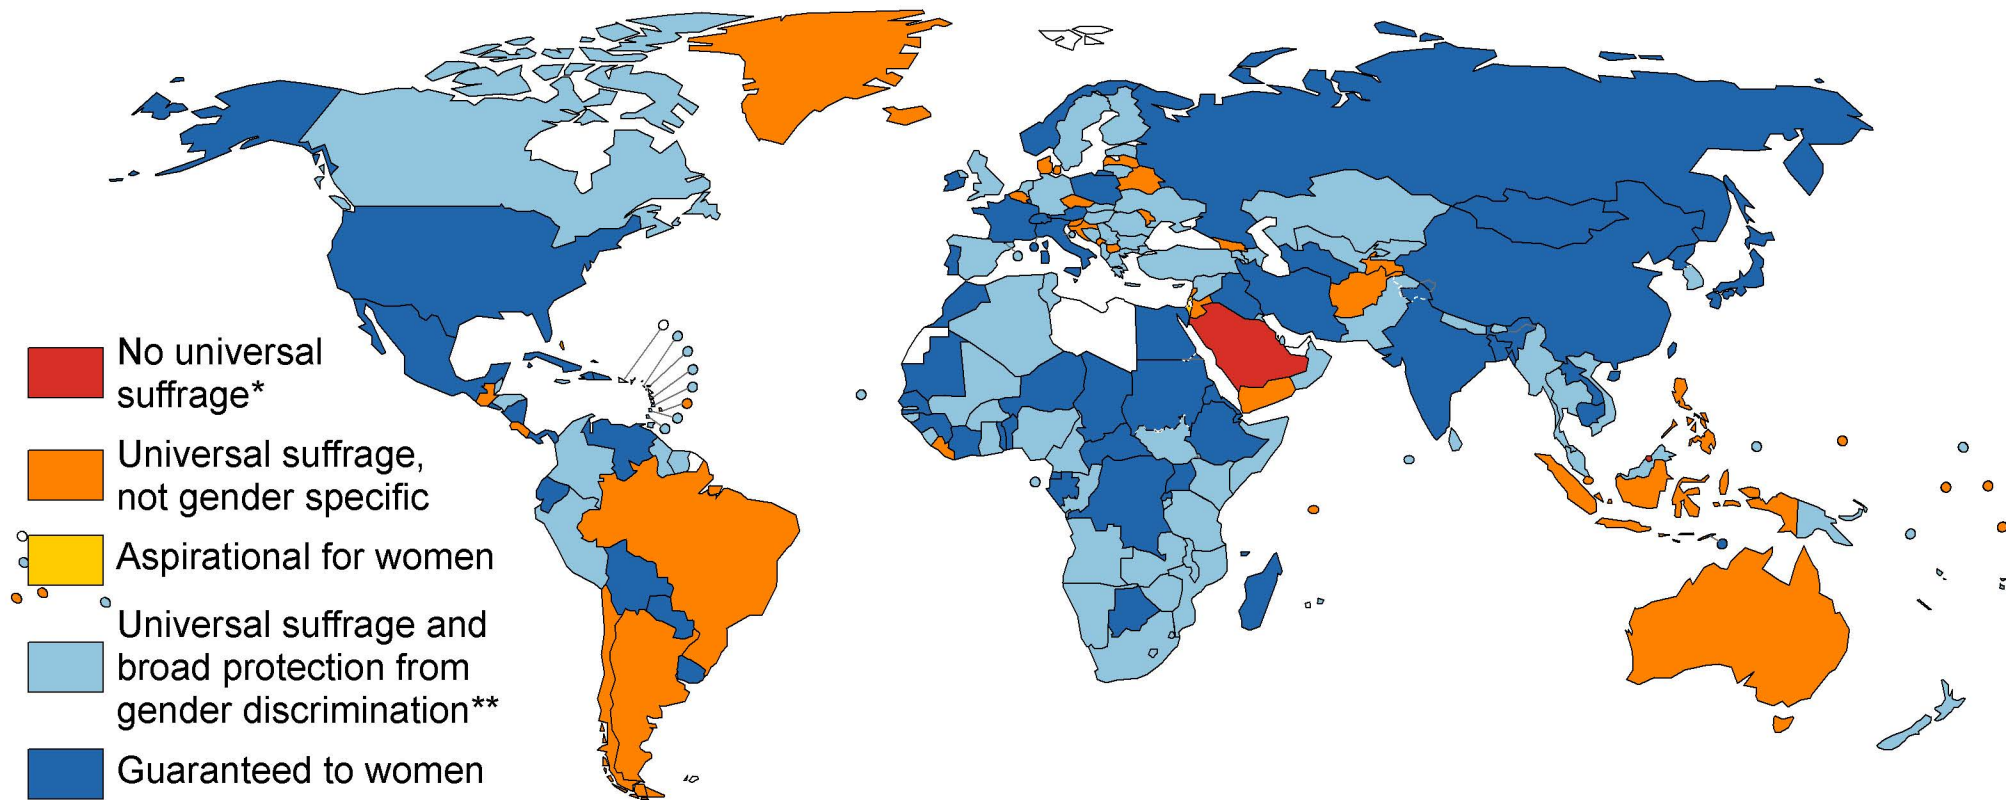 No universal
suffrage*
Universal suffrage,
not gender specific
Aspirational for women
Universal suffrage and
broad protection from
gender discrimination**
Guaranteed to women